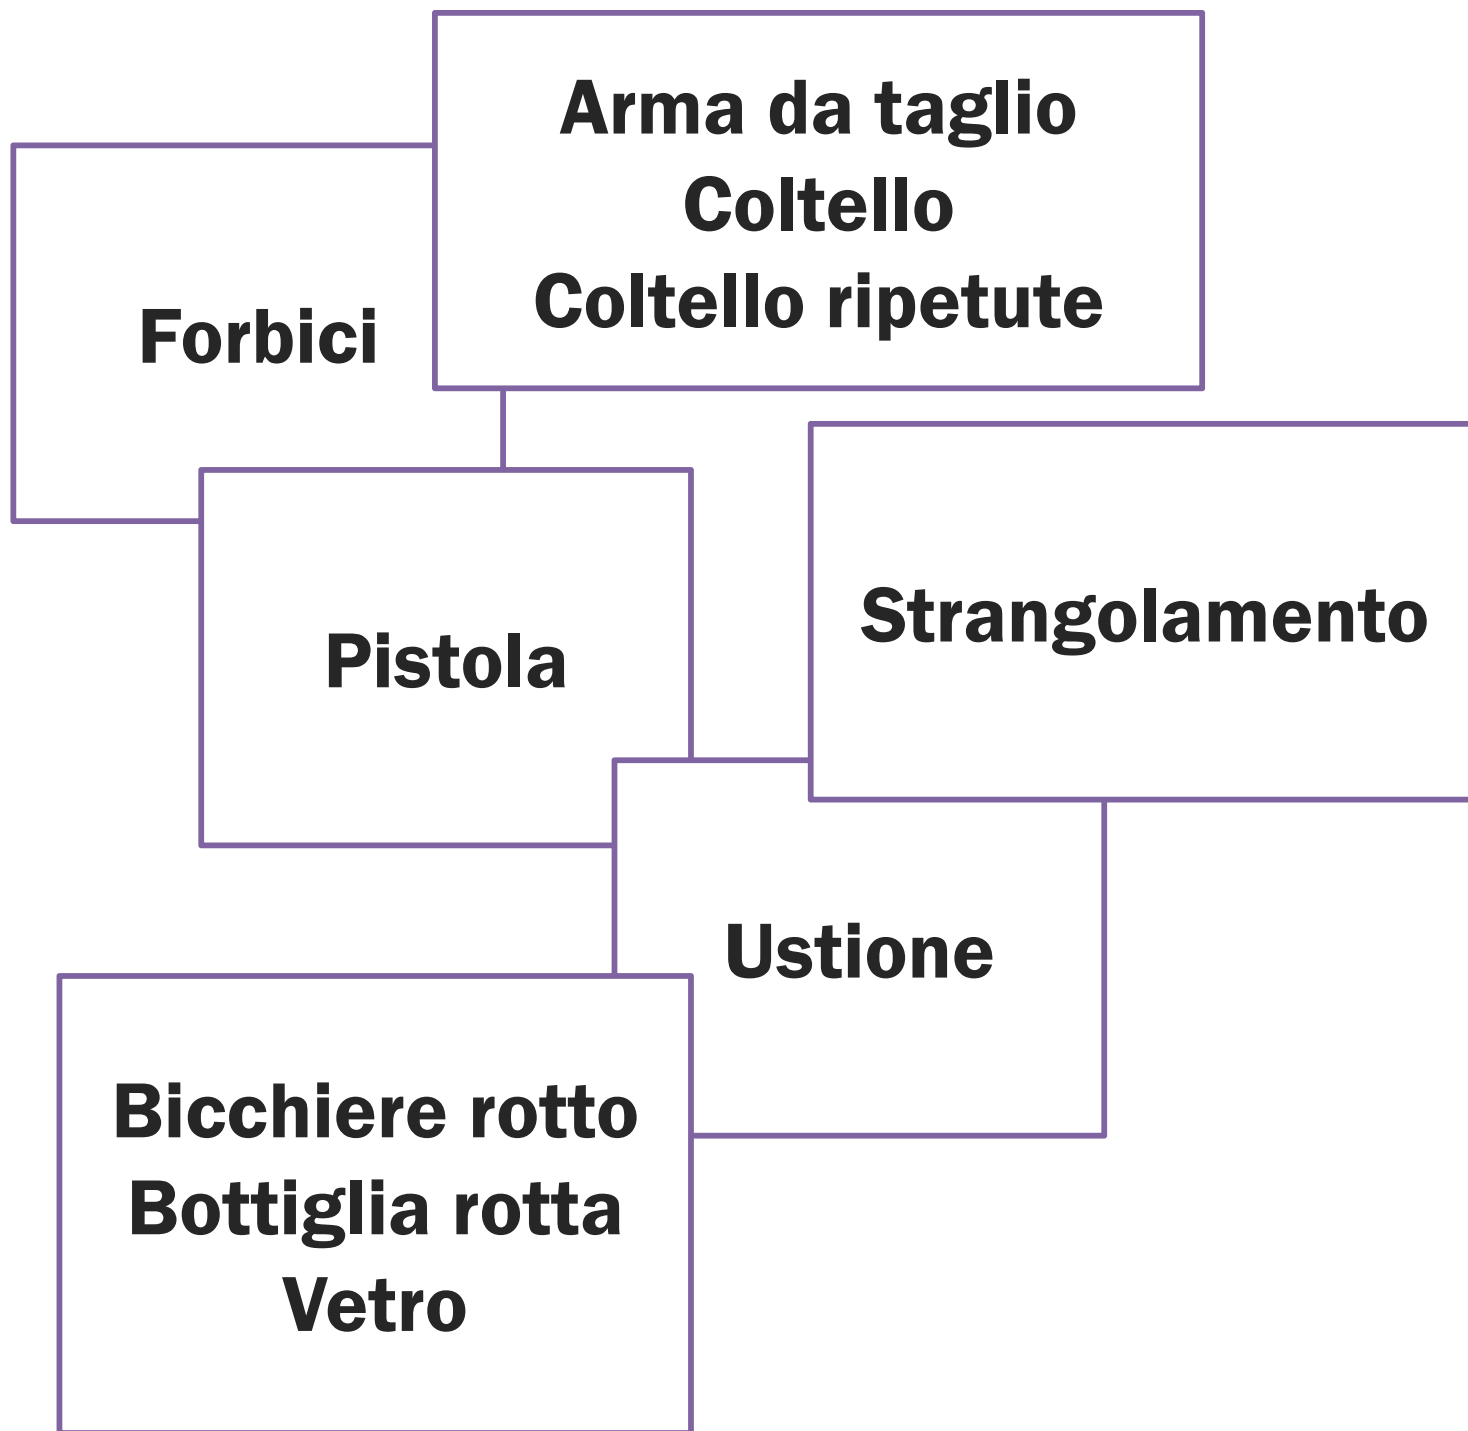 Arma da taglio
Coltello
Coltello ripetute
Forbici
Strangolamento
Pistola
Ustione
Bicchiere rotto
Bottiglia rotta
Vetro